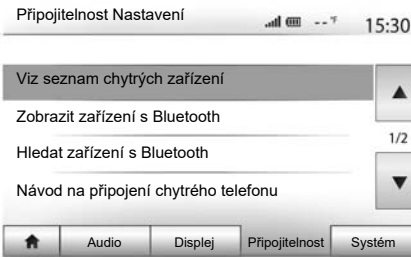 Připojitelnost Nastavení
--°F 15:30
Viz seznam chytrých zařízení
Zobrazit zařízení s Bluetooth
Hledat zařízení s Bluetooth
1/2
Návod na připojení chytrého telefonu
Audio Displej Připojitelnost Systém